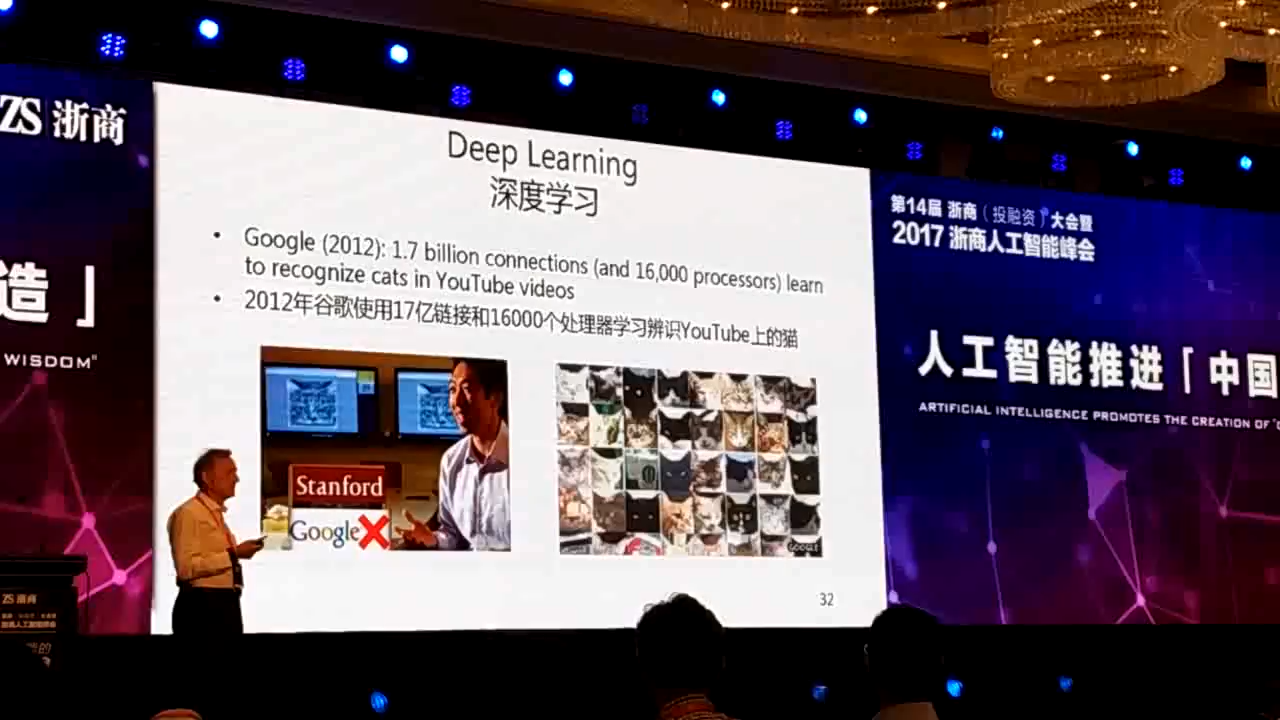 ZS 浙商
造」
WISDOM"
Deep Learning
深度学习
• Google (2012): 1.7 billion connections (and 16,000 processors) learn
to recognize cats in YouTube videos
• 2012年谷歌使用17亿链接和16000个处理器学习辨识YouTube上的猫
Stanford
Google
GOOGLE
32
第14届 浙商（投融资）大会暨
2017 浙商人工智能峰会
人工智能推进「中国
ARTIFICIAL INTELLIGENCE PROMOTES THE CREATION OF
ZS 浙商